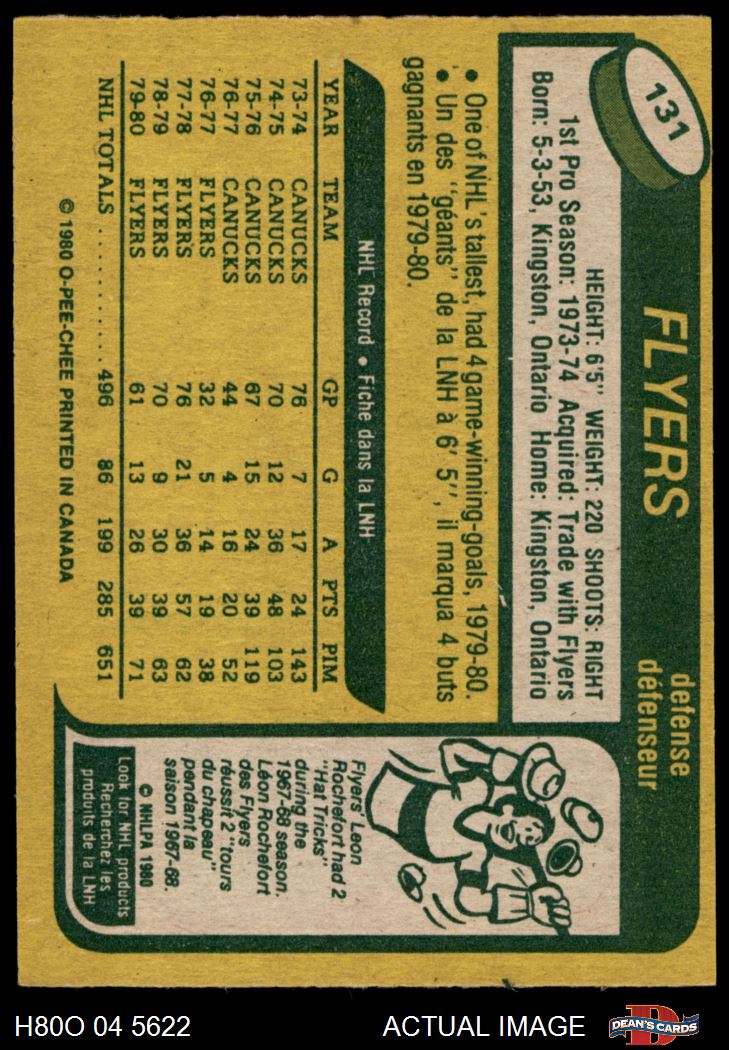 131
FLYERS
defense
défenseur
HEIGHT: 6'5" WEIGHT: 220 SHOOTS: RIGHT
1st Pro Season: 1973-74 Acquired: Trade with Flyers
Born: 5-3-53, Kingston, Ontario Home: Kingston, Ontario
• One of NHL's tallest, had 4 game-winning-goals, 1979-80.
• Un des "géants" de la LNH à 6' 5", il marqua 4 buts
gagnants en 1979-80.
NHL Record • Fiche dans la LNH
YEAR TEAM GP G A PTS PIM
73-74 CANUCKS 76 7 17 24 143
74-75 CANUCKS 70 12 36 48 103
75-76 CANUCKS 67 15 24 39 119
76-77 CANUCKS 44 4 16 20 52
76-77 FLYERS 32 5 14 19 38
77-78 FLYERS 76 21 36 57 62
78-79 FLYERS 70 9 30 39 63
79-80 FLYERS 61 13 26 39 71
NHL TOTALS .......... 496 86 199 285 651
© 1980 O-PEE-CHEE PRINTED IN CANADA
Flyers' Leon
Rochefort had 2
"Hat Tricks"
during the
1967-68 season.
Léon Rochefort
des Flyers
réussit 2 "tours
du chapeau"
pendant la
saison 1967-68.
© NHLPA 1980
Look for NHL products
Recherchez les
produits de la LNH
H80O 04 5622
ACTUAL IMAGE
DEAN'S CARDS